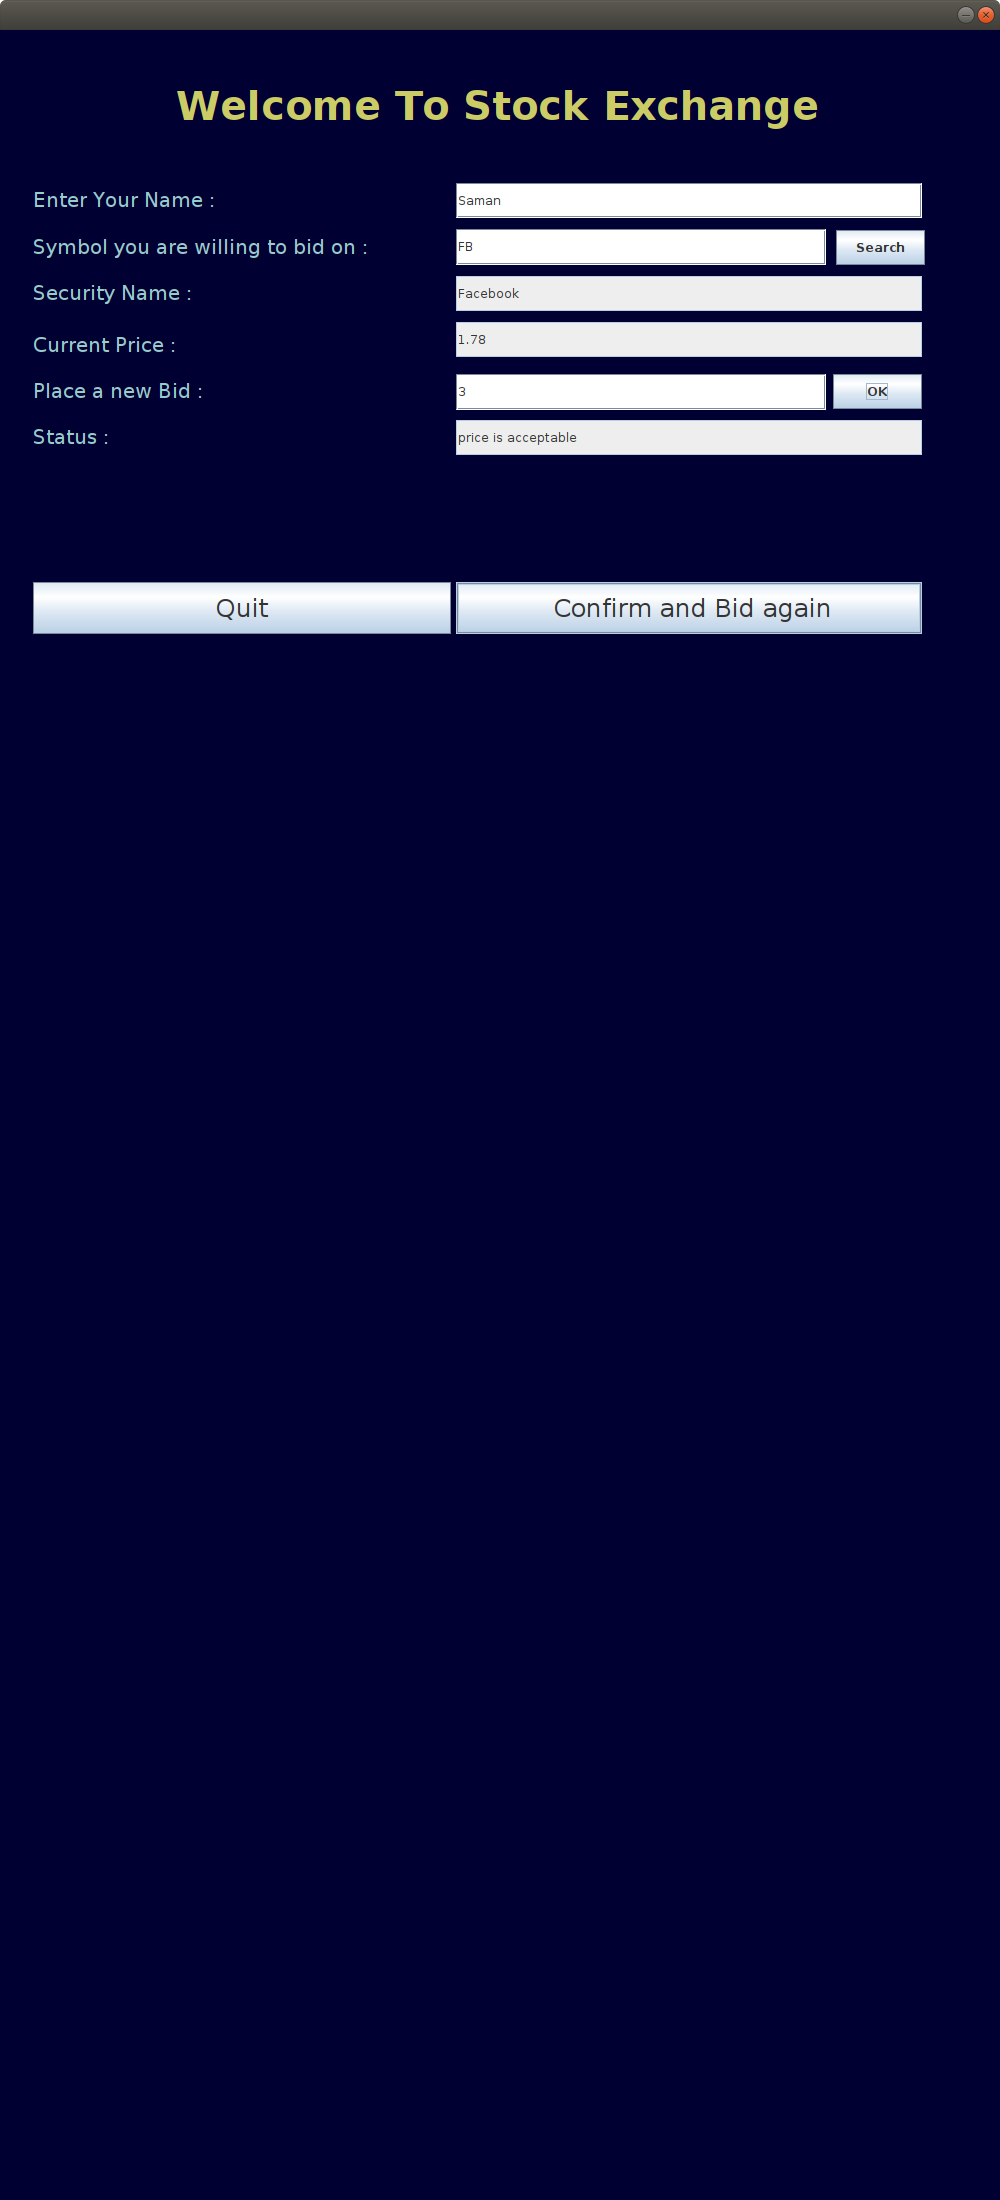 Welcome To Stock Exchange
Enter Your Name : Saman
Symbol you are willing to bid on : FB Search
Security Name : Facebook
Current Price : 1.78
Place a new Bid : 3 OK
Status : price is acceptable
Quit Confirm and Bid again